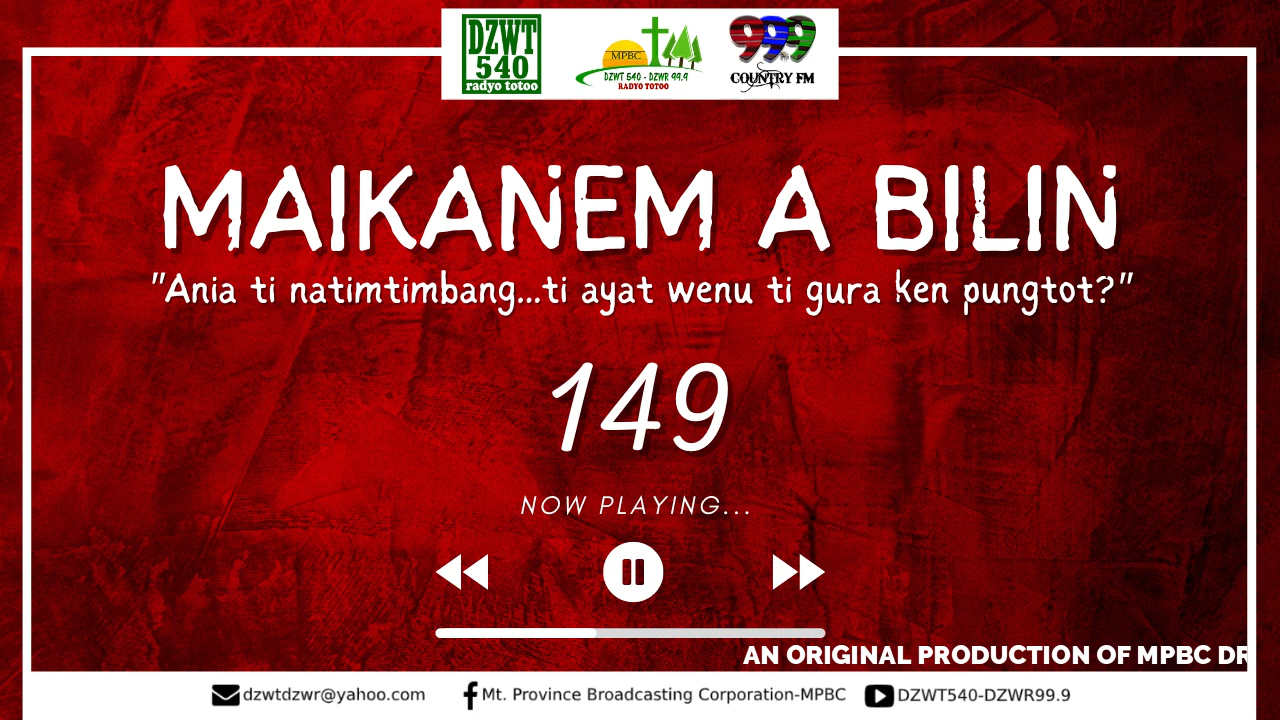 DZWT
540
radyo totoo
MPBC
DZWT 540 - DZWR 99.9
RADYO TOTOO
99.9
COUNTRY FM
MAIKANEM A BILIN
"Ania ti natimtimbang...ti ayat wenu ti gura ken pungtot?"
149
NOW PLAYING...
AN ORIGINAL PRODUCTION OF MPBC DR
dzwtdzwr@yahoo.com
Mt. Province Broadcasting Corporation-MPBC
DZWT540-DZWR99.9